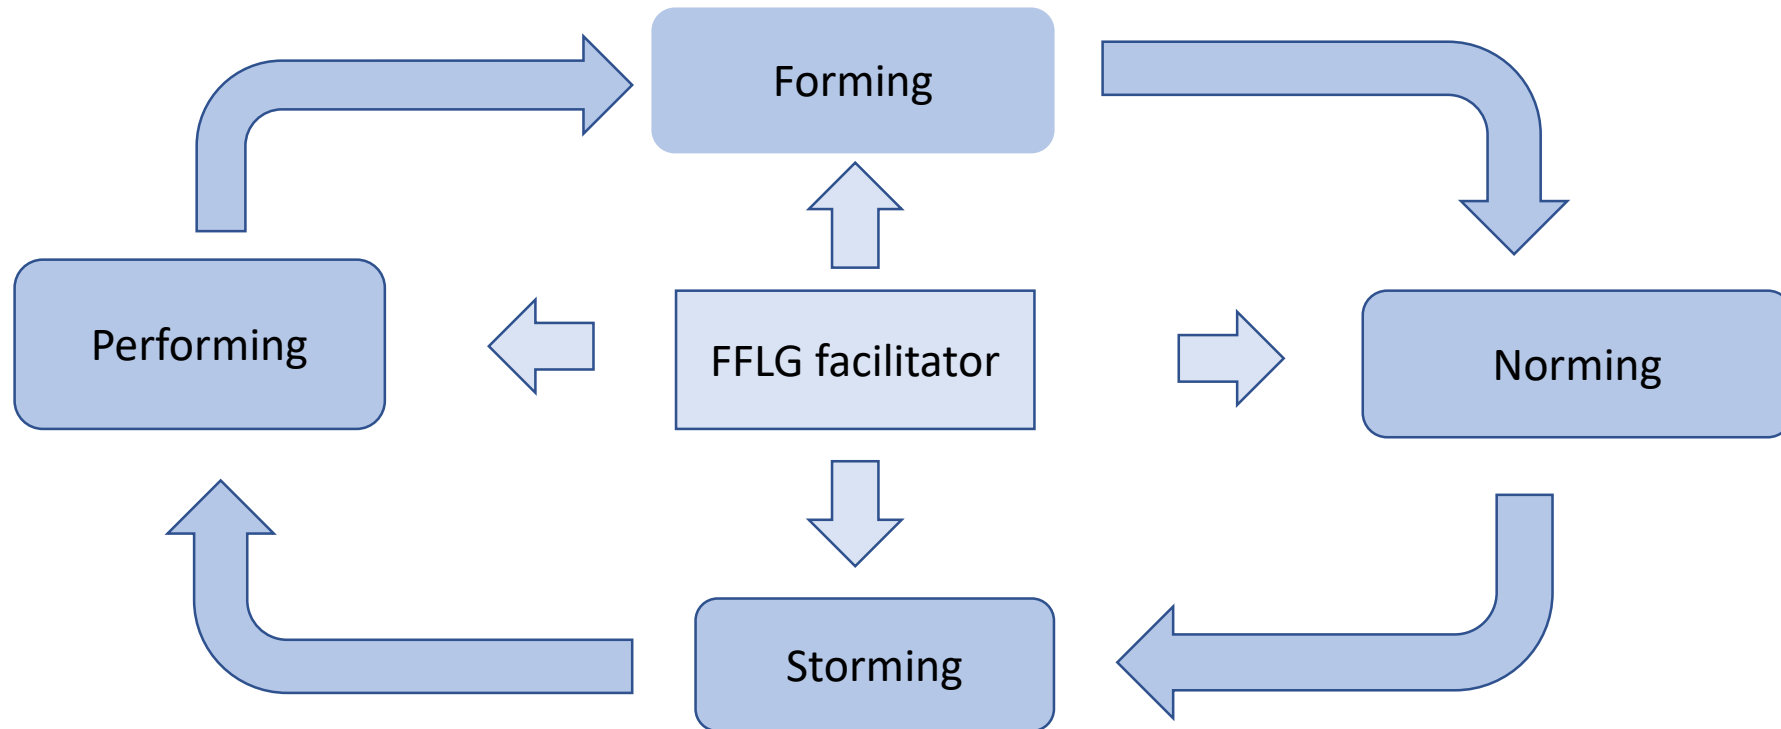 Forming
Performing
FFLG facilitator
Norming
Storming